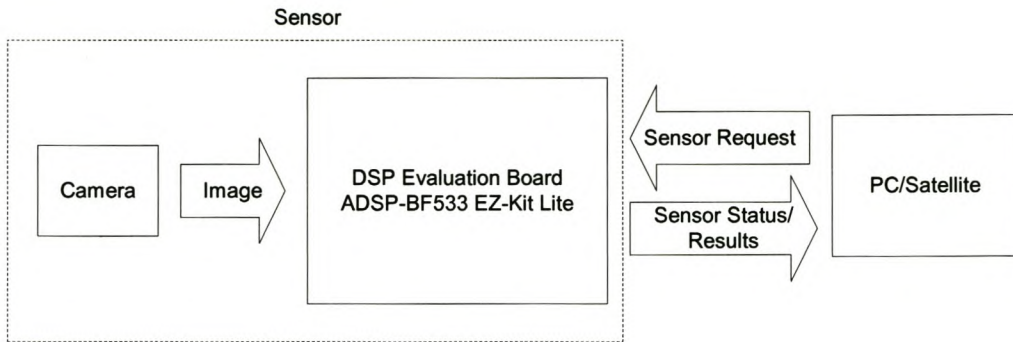 Sensor
Camera
Image
DSP Evaluation Board
ADSP-BF533 EZ-Kit Lite
Sensor Request
Sensor Status/
Results
PC/Satellite